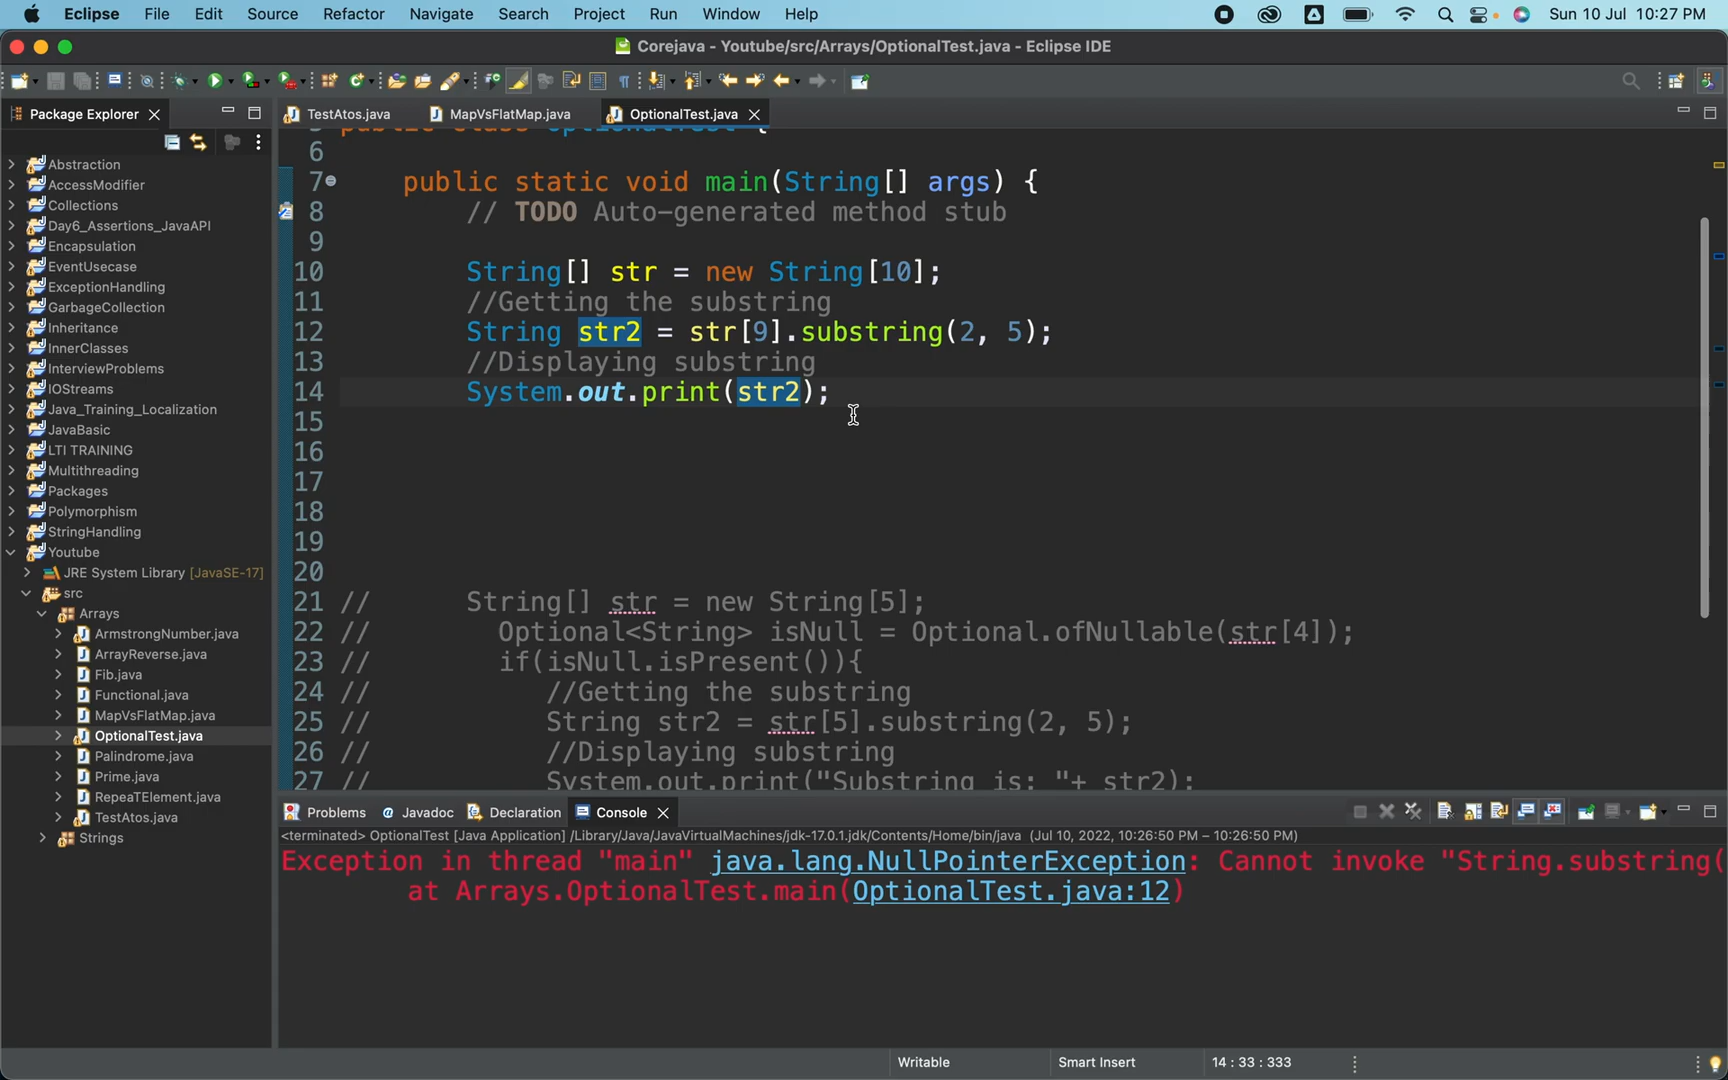 Eclipse File Edit Source Refactor Navigate Search Project Run Window Help Sun 10 Jul 10:27 PM
Corejava - Youtube/src/Arrays/OptionalTest.java - Eclipse IDE
Package Explorer
TestAtos.java MapVsFlatMap.java OptionalTest.java
Abstraction
AccessModifier
Collections
Day6_Assertions_JavaAPI
Encapsulation
EventUsecase
ExceptionHandling
GarbageCollection
Inheritance
InnerClasses
InterviewProblems
IOStreams
Java_Training_Localization
JavaBasic
LTI TRAINING
Multithreading
Packages
Polymorphism
StringHandling
Youtube
JRE System Library [JavaSE-17]
src
Arrays
ArmstrongNumber.java
ArrayReverse.java
Fib.java
Functional.java
MapVsFlatMap.java
OptionalTest.java
Palindrome.java
Prime.java
RepeaTElement.java
TestAtos.java
Strings
5 public class OptionalTest {
6
7 public static void main(String[] args) {
8 // TODO Auto-generated method stub
9
10 String[] str = new String[10];
11 //Getting the substring
12 String str2 = str[9].substring(2, 5);
13 //Displaying substring
14 System.out.print(str2);
15
16
17
18
19
20
21 // String[] str = new String[5];
22 // Optional<String> isNull = Optional.ofNullable(str[4]);
23 // if(isNull.isPresent()){
24 // //Getting the substring
25 // String str2 = str[5].substring(2, 5);
26 // //Displaying substring
27 // System.out.print("Substring is: "+ str2);
Problems @ Javadoc Declaration Console
<terminated> OptionalTest [Java Application] /Library/Java/JavaVirtualMachines/jdk-17.0.1.jdk/Contents/Home/bin/java (Jul 10, 2022, 10:26:50 PM – 10:26:50 PM)
Exception in thread "main" java.lang.NullPointerException: Cannot invoke "String.substring(
at Arrays.OptionalTest.main(OptionalTest.java:12)
Writable Smart Insert 14 : 33 : 333